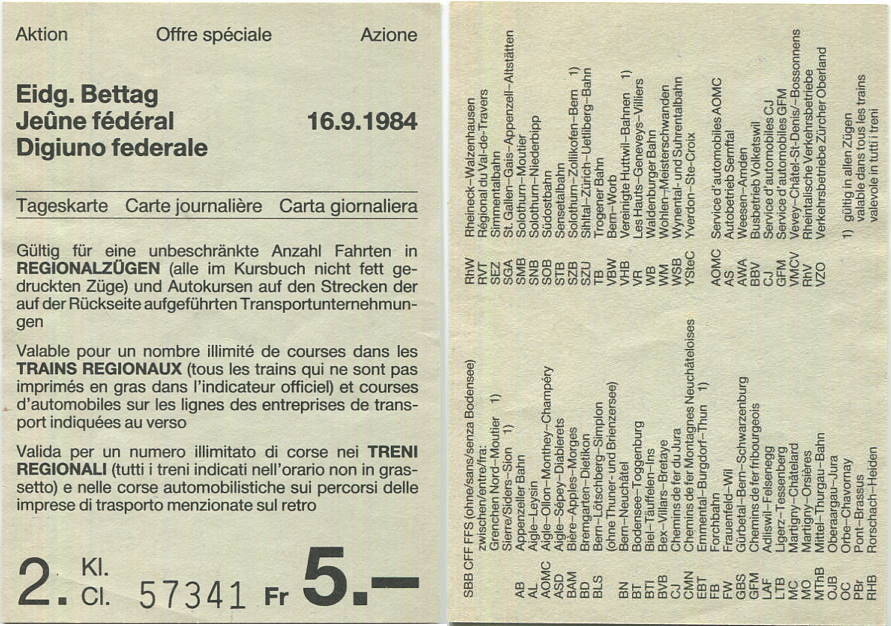 Aktion Offre spéciale Azione
Eidg. Bettag
Jeûne fédéral 16.9.1984
Digiuno federale
Tageskarte Carte journalière Carta giornaliera
Gültig für eine unbeschränkte Anzahl Fahrten in
REGIONALZÜGEN (alle im Kursbuch nicht fett ge-
druckten Züge) und Autokursen auf den Strecken der
auf der Rückseite aufgeführten Transportunternehmun-
gen
Valable pour un nombre illimité de courses dans les
TRAINS REGIONAUX (tous les trains qui ne sont pas
imprimés en gras dans l'indicateur officiel) et courses
d'automobiles sur les lignes des entreprises de trans-
port indiquées au verso
Valida per un numero illimitato di corse nei TRENI
REGIONALI (tutti i treni indicati nell'orario non in gras-
setto) e nelle corse automobilistiche sui percorsi delle
imprese di trasporto menzionate sul retro
2. Kl.
Cl. 57341 Fr 5.—
SBB CFF FFS (ohne/sans/senza Bodensee)
zwischen/entre/fra:
Grenchen Nord–Moutier 1)
Sierre/Siders–Sion 1)
AB Appenzeller Bahn
AL Aigle–Leysin
AOMC Aigle–Ollon–Monthey–Champéry
ASD Aigle–Sépey–Diablerets
BAM Bière–Apples–Morges
BD Bremgarten–Dietikon
BLS Bern–Lötschberg–Simplon
(ohne Thuner- und Brienzersee)
BN Bern–Neuchâtel
BT Bodensee–Toggenburg
BTI Biel–Täuffelen–Ins
BVB Bex–Villars–Bretaye
CJ Chemins de fer du Jura
CMN Chemins de fer Montagnes Neuchâteloises
EBT Emmental–Burgdorf–Thun 1)
FB Forchbahn
FW Frauenfeld–Wil
GBS Gürbetal–Bern–Schwarzenburg
GFM Chemins de fer fribourgeois
LAF Adliswil–Felsenegg
LTB Ligerz–Tessenberg
MC Martigny–Châtelard
MO Martigny–Orsières
MThB Mittel–Thurgau–Bahn
OJB Oberaargau–Jura
OC Orbe–Chavornay
PBr Pont–Brassus
RHB Rorschach–Heiden
RhW Rheineck–Walzenhausen
RVT Régional du Val-de-Travers
SEZ Simmentalbahn
SGA St. Gallen–Gais–Appenzell–Altstätten
SMB Solothurn–Moutier
SNB Solothurn–Niederbipp
SOB Südostbahn
STB Sensetalbahn
SZB Solothurn–Zollikofen–Bern 1)
SZU Sihltal–Zürich–Uetliberg–Bahn
TB Trogener Bahn
VBW Bern–Worb
VHB Vereinigte Huttwil–Bahnen 1)
VR Les Hauts–Geneveys–Villiers
WB Waldenburger Bahn
WM Wohlen–Meisterschwanden
WSB Wynental- und Suhrentalbahn
YSteC Yverdon–Ste-Croix
AOMC Service d'automobiles AOMC
AS Autobetrieb Sernftal
AWA Weesen–Amden
BBV Busbetrieb Volketswil
CJ Service d'automobiles CJ
GFM Service d'automobiles GFM
VMCV Vevey–Châtel-St-Denis/–Bossonnens
RhV Rheintalische Verkehrsbetriebe
VZO Verkehrsbetriebe Zürcher Oberland
1) gültig in allen Zügen
valable dans tous les trains
valevole in tutti i treni